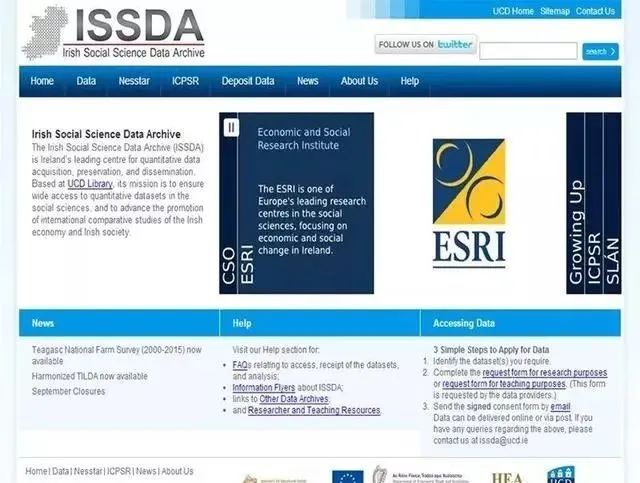 UCD Home Sitemap Contact Us
ISSDA
Irish Social Science Data Archive
FOLLOW US ON twitter
search >
Home Data Nesstar ICPSR Deposit Data News About Us Help
Irish Social Science Data Archive
The Irish Social Science Data Archive (ISSDA)
is Ireland's leading centre for quantitative data
acquisition, preservation, and dissemination.
Based at UCD Library, its mission is to ensure
wide access to quantitative datasets in the
social sciences, and to advance the promotion
of international comparative studies of the Irish
economy and Irish society.
CSO
ESRI
Economic and Social
Research Institute
The ESRI is one of
Europe's leading research
centres in the social
sciences, focusing on
economic and social
change in Ireland.
ESRI
Growing Up
ICPSR
SLÁN
News
Teagasc National Farm Survey (2000-2015) now
available
Harmonized TILDA now available
September Closures
Help
Visit our Help section for:
• FAQs relating to access, receipt of the datasets,
and analysis;
• Information Flyers about ISSDA;
• links to Other Data Archives;
• and Researcher and Teaching Resources.
Accessing Data
3 Simple Steps to Apply for Data
1. Identify the dataset(s) you require.
2. Complete the request form for research purposes
or request form for teaching purposes. (This form
is requested by the data providers.)
3. Send the signed consent form by email.
Data can be delivered online or via post. If you
have any queries regarding the above, please
contact us at issda@ucd.ie
Home | Data | Nesstar | ICPSR | News | About Us
HEA
UCD